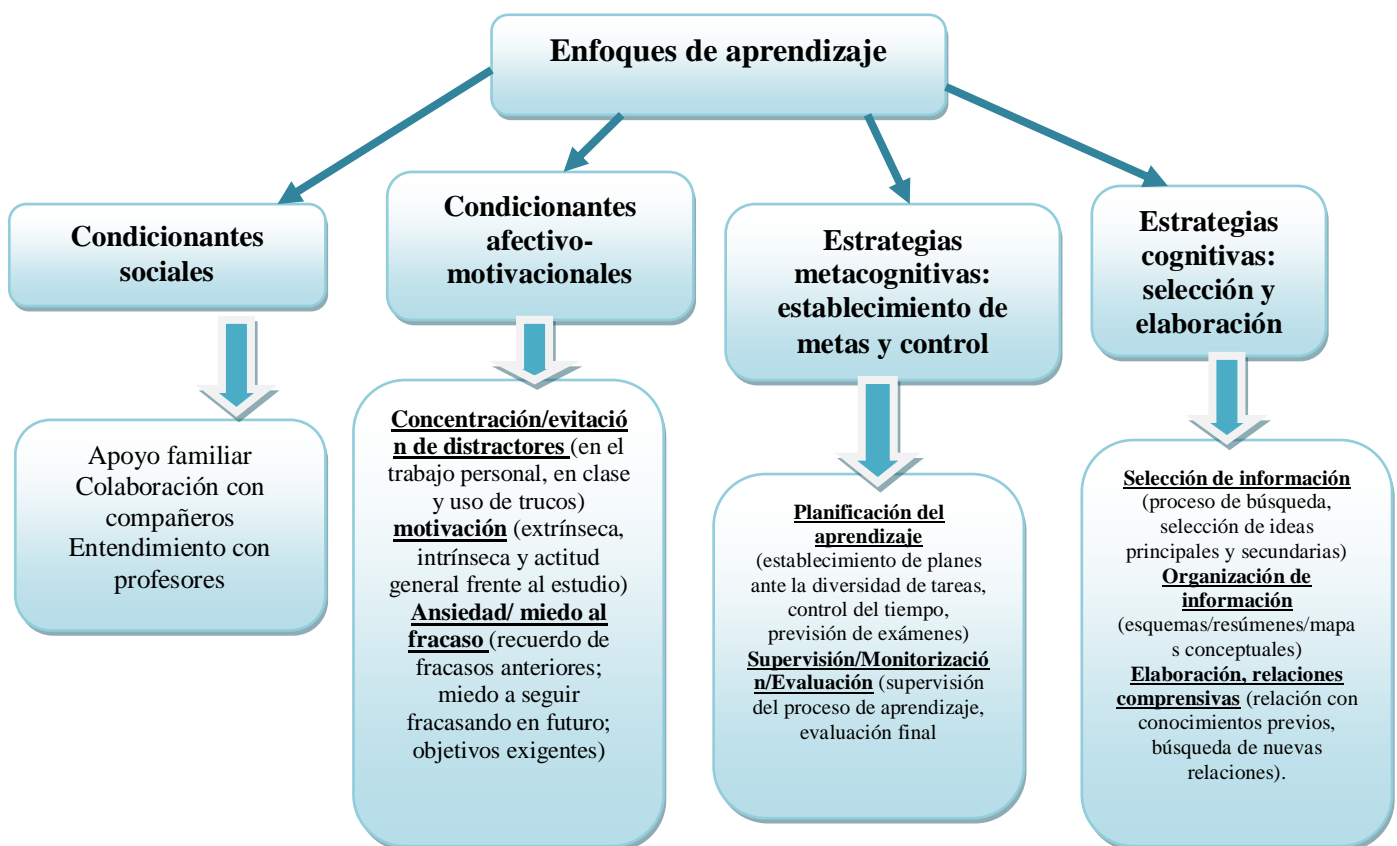 Enfoques de aprendizaje
Condicionantes
sociales
Condicionantes
afectivo-
motivacionales
Estrategias
metacognitivas:
establecimiento de
metas y control
Estrategias
cognitivas:
selección y
elaboración
Apoyo familiar
Colaboración con
compañeros
Entendimiento con
profesores
Concentración/evitació
n de distractores (en el
trabajo personal, en clase
y uso de trucos)
motivación (extrínseca,
intrínseca y actitud
general frente al estudio)
Ansiedad/ miedo al
fracaso (recuerdo de
fracasos anteriores;
miedo a seguir
fracasando en futuro;
objetivos exigentes)
Planificación del
aprendizaje
(establecimiento de planes
ante la diversidad de tareas,
control del tiempo,
previsión de exámenes)
Supervisión/Monitorizació
n/Evaluación (supervisión
del proceso de aprendizaje,
evaluación final
Selección de información
(proceso de búsqueda,
selección de ideas
principales y secundarias)
Organización de
información
(esquemas/resúmenes/mapa
s conceptuales)
Elaboración, relaciones
comprensivas (relación con
conocimientos previos,
búsqueda de nuevas
relaciones).